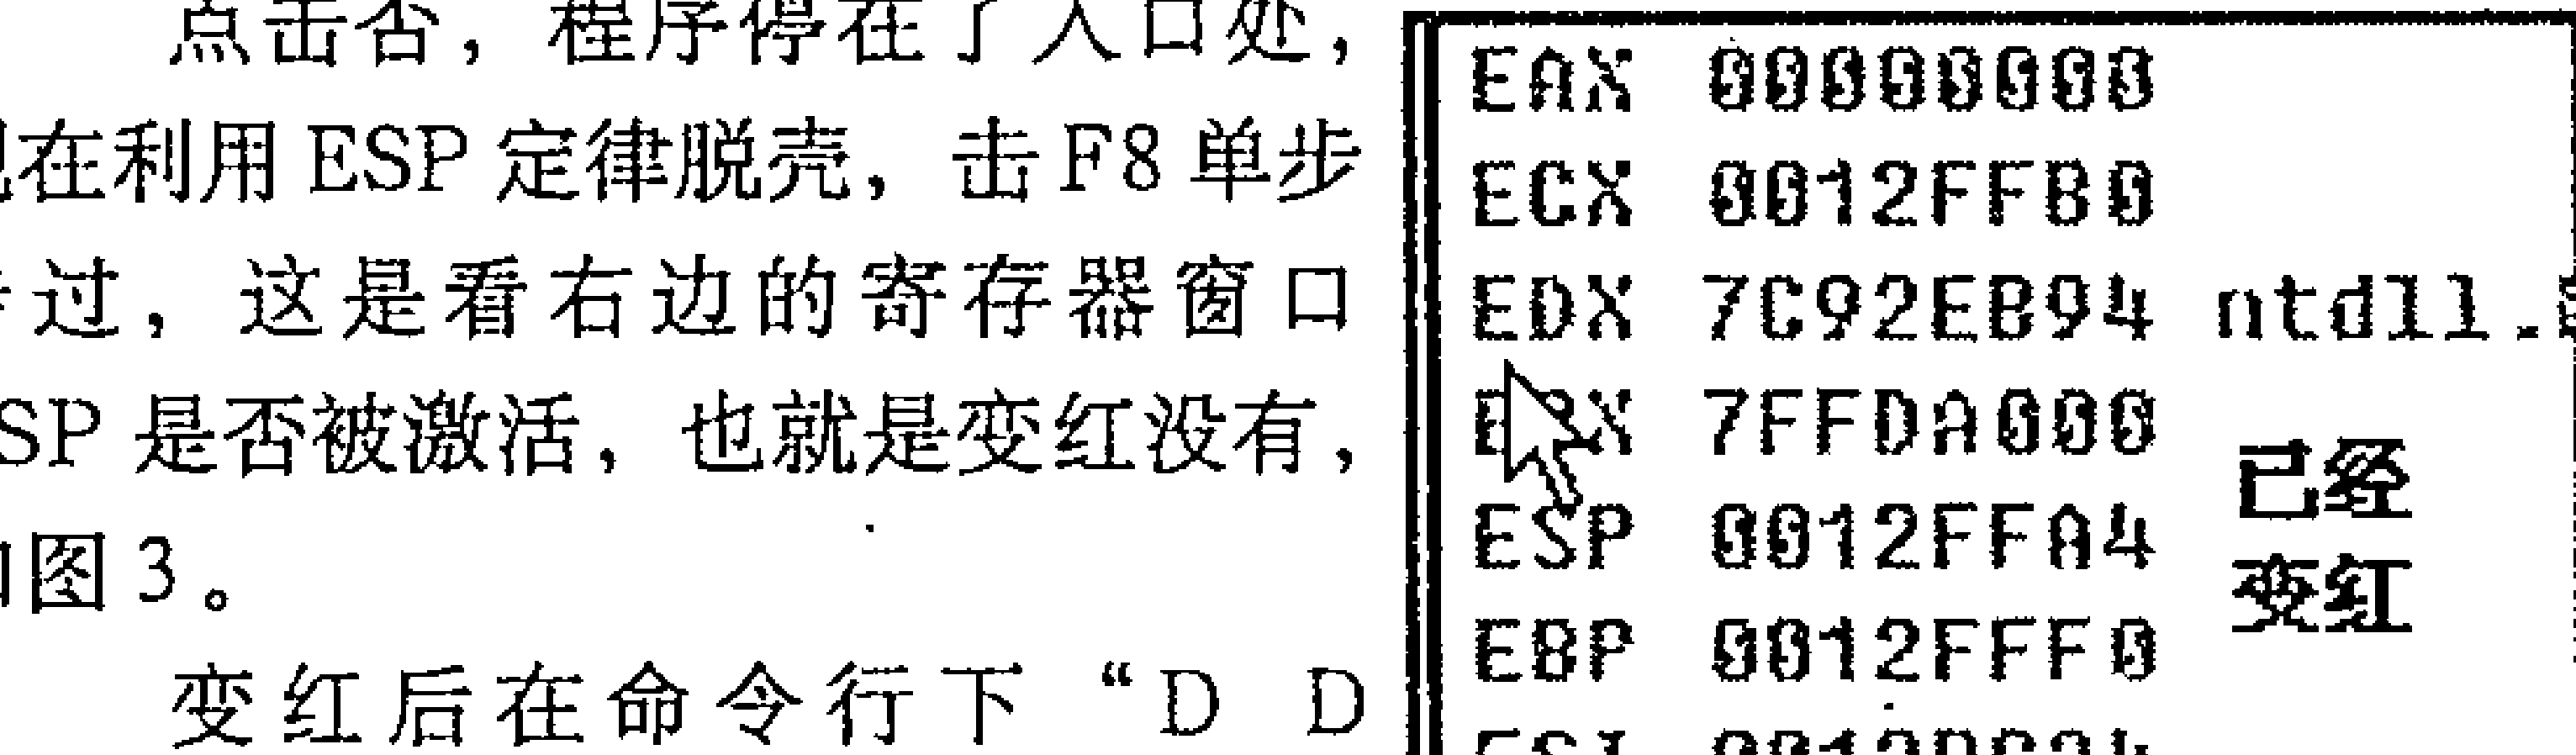 点击否，程序停在了入口处，
在利用 ESP 定律脱壳，击 F8 单步
过，这是看右边的寄存器窗口
SP 是否被激活，也就是变红没有，
图 3。
变红后在命令行下“D D
EAX 00000000
ECX 0012FFB0
EDX 7C92EB94 ntdll.
7FFDA000
ESP 0012FFA4
EBP 0012FFF0
ESI
已经
变红